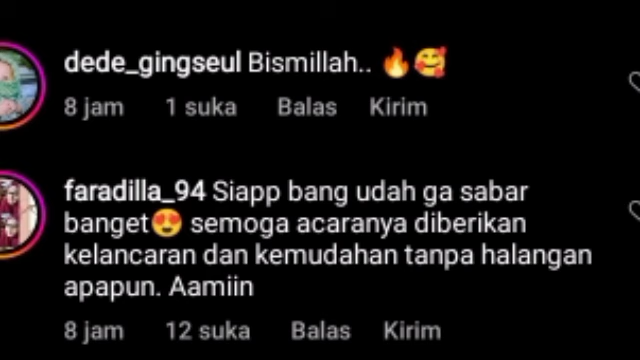 dede_gingseul Bismillah.. 🔥🥰
8 jam 1 suka Balas Kirim
faradilla_94 Siapp bang udah ga sabar
banget😍 semoga acaranya diberikan
kelancaran dan kemudahan tanpa halangan
apapun. Aamiin
8 jam 12 suka Balas Kirim